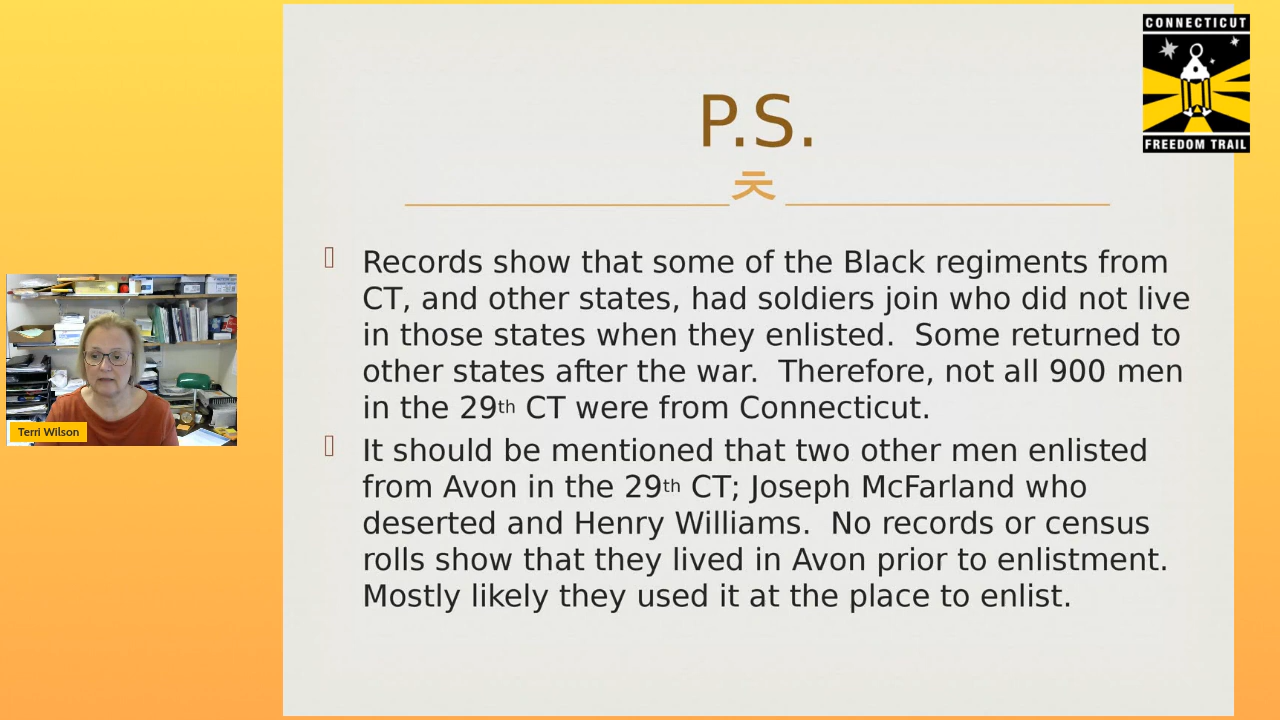 CONNECTICUT
FREEDOM TRAIL
P.S.
ㅊ
Records show that some of the Black regiments from
CT, and other states, had soldiers join who did not live
in those states when they enlisted.  Some returned to
other states after the war.  Therefore, not all 900 men
in the 29th CT were from Connecticut.
It should be mentioned that two other men enlisted
from Avon in the 29th CT; Joseph McFarland who
deserted and Henry Williams.  No records or census
rolls show that they lived in Avon prior to enlistment.
Mostly likely they used it at the place to enlist.
Terri Wilson